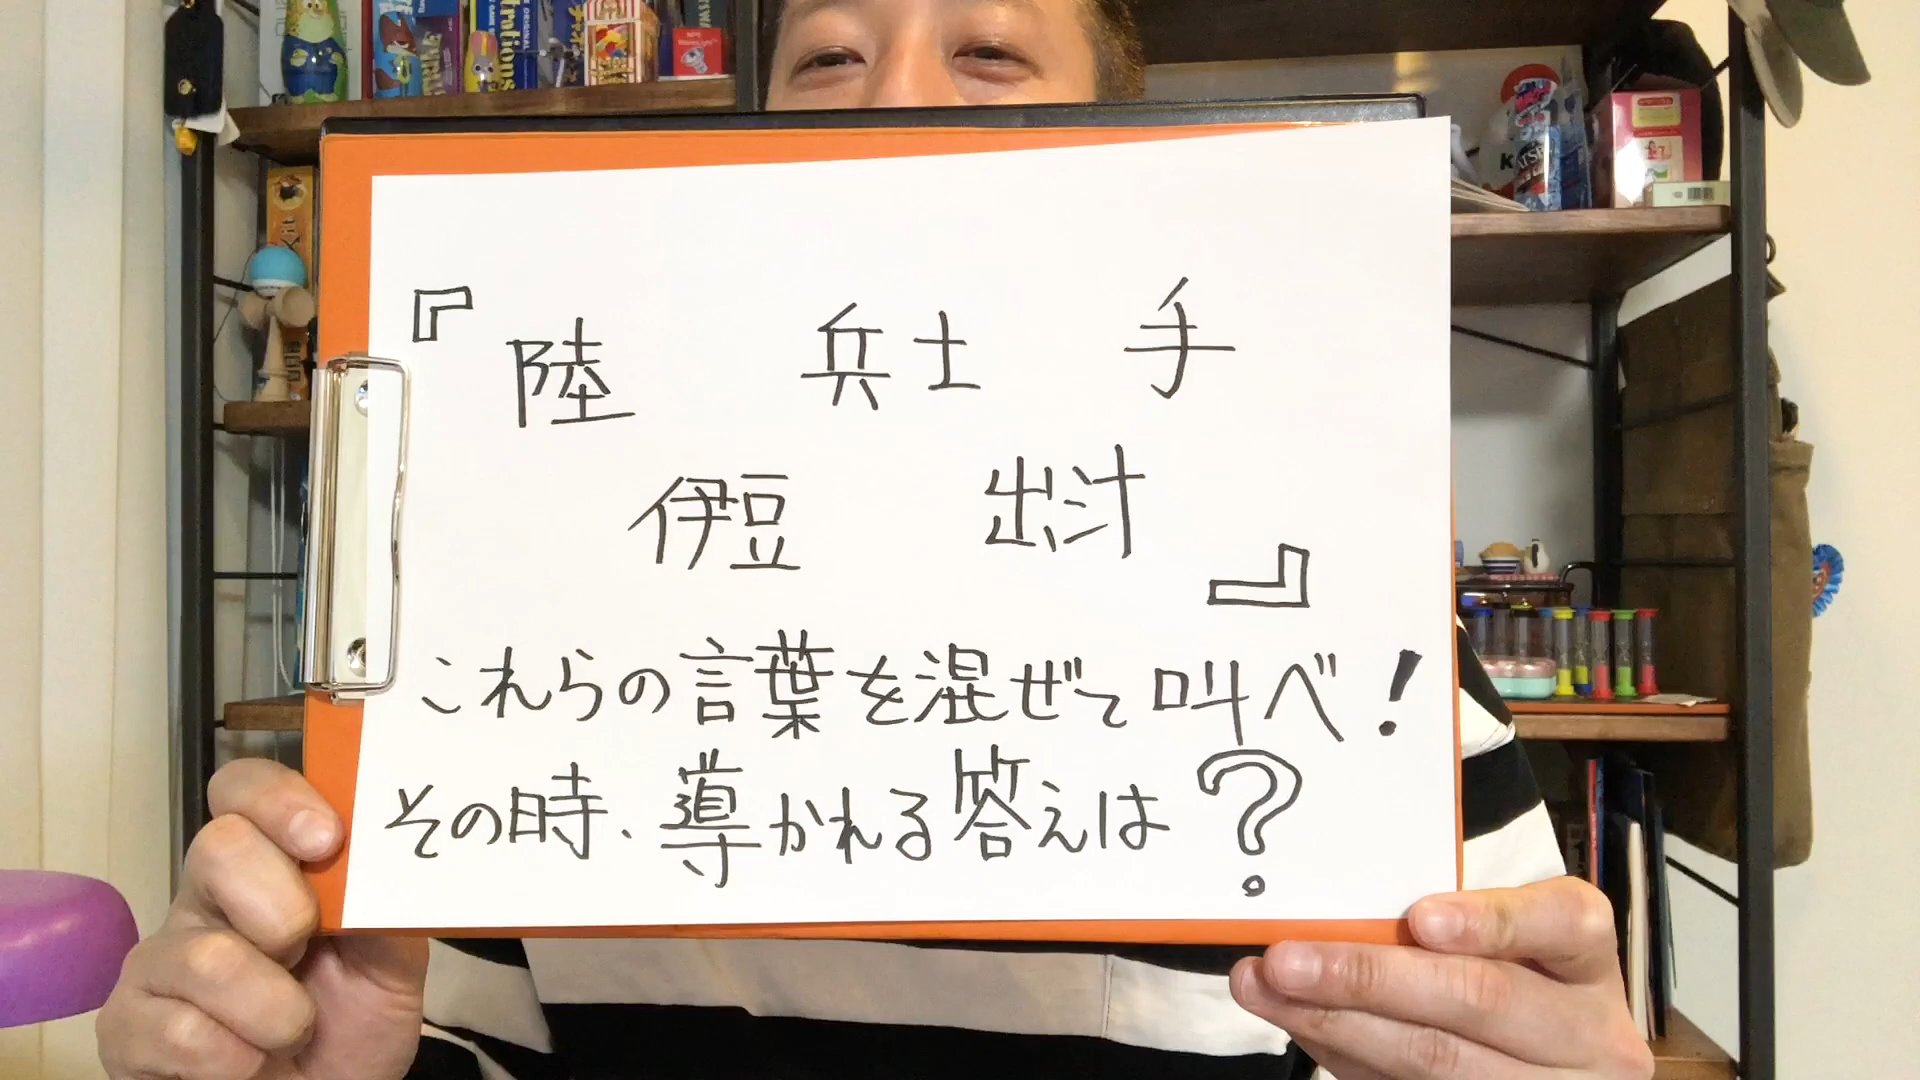 『陸 兵士 手
伊豆 出汁』
これらの言葉を混ぜて叫べ!
その時、導かれる答えは?